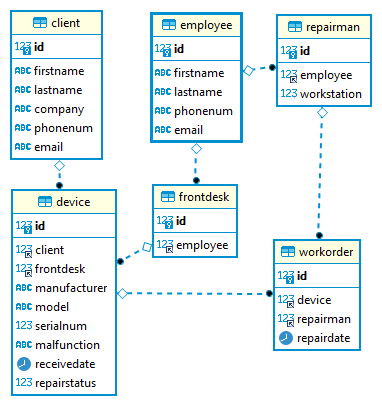 client
123 id
ABC firstname
ABC lastname
ABC company
ABC phonenum
ABC email
employee
123 id
ABC firstname
ABC lastname
ABC phonenum
ABC email
repairman
123 id
123 employee
123 workstation
device
123 id
123 client
123 frontdesk
ABC manufacturer
ABC model
123 serialnum
ABC malfunction
receivedate
123 repairstatus
frontdesk
123 id
123 employee
workorder
123 id
123 device
123 repairman
repairdate